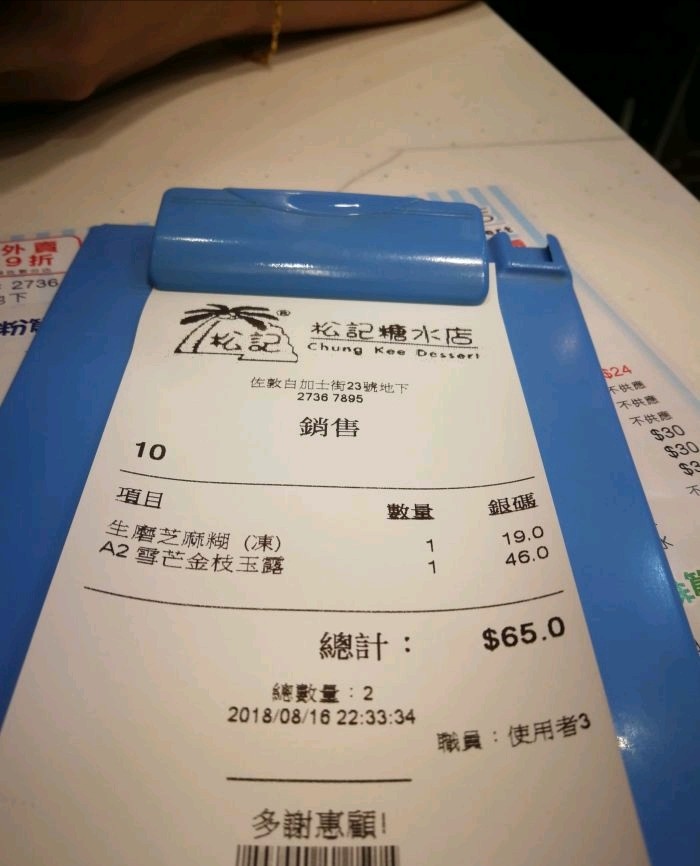 外賣
9折
2736
粉
松記®
松記糖水店
Chung Kee Dessert
佐敦白加士街23號地下
2736 7895
銷售
10
項目 數量 銀碼
生磨芝麻糊 (凍) 1 19.0
A2 雪芒金枝玉露 1 46.0
總計： $65.0
總數量：2
2018/08/16 22:33:34
職員：使用者3
多謝惠顧!
$24
不供應
不供應
不供應
$30
$30